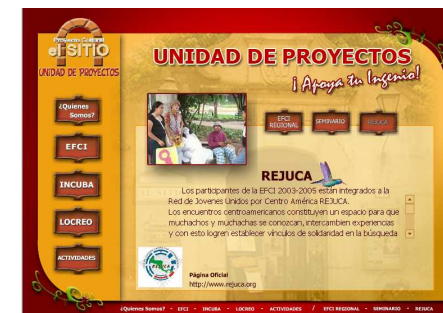 Proyecto Cultural
el SITIO
UNIDAD DE PROYECTOS
UNIDAD DE PROYECTOS
¡ Apoya tu Ingenio!
¿Quienes
Somos?
EFCI
INCUBA
LOCREO
ACTIVIDADES
EFCI
REGIONAL
SEMINARIO
REJUCA
REJUCA
Los participantes de la EFCI 2003-2005 están integrados a la
Red de Jovenes Unidos por Centro América REJUCA.
Los encuentros centroamericanos constituyen un espacio para que
muchachos y muchachas se conozcan, intercambien experiencias
y con esto logren establecer vínculos de solidaridad en la búsqueda
REJUCA
Página Oficial
http://www.rejuca.org
¿Quienes Somos? - EFCI - INCUBA - LOCREO - ACTIVIDADES / EFCI REGIONAL - SEMINARIO - REJUCA